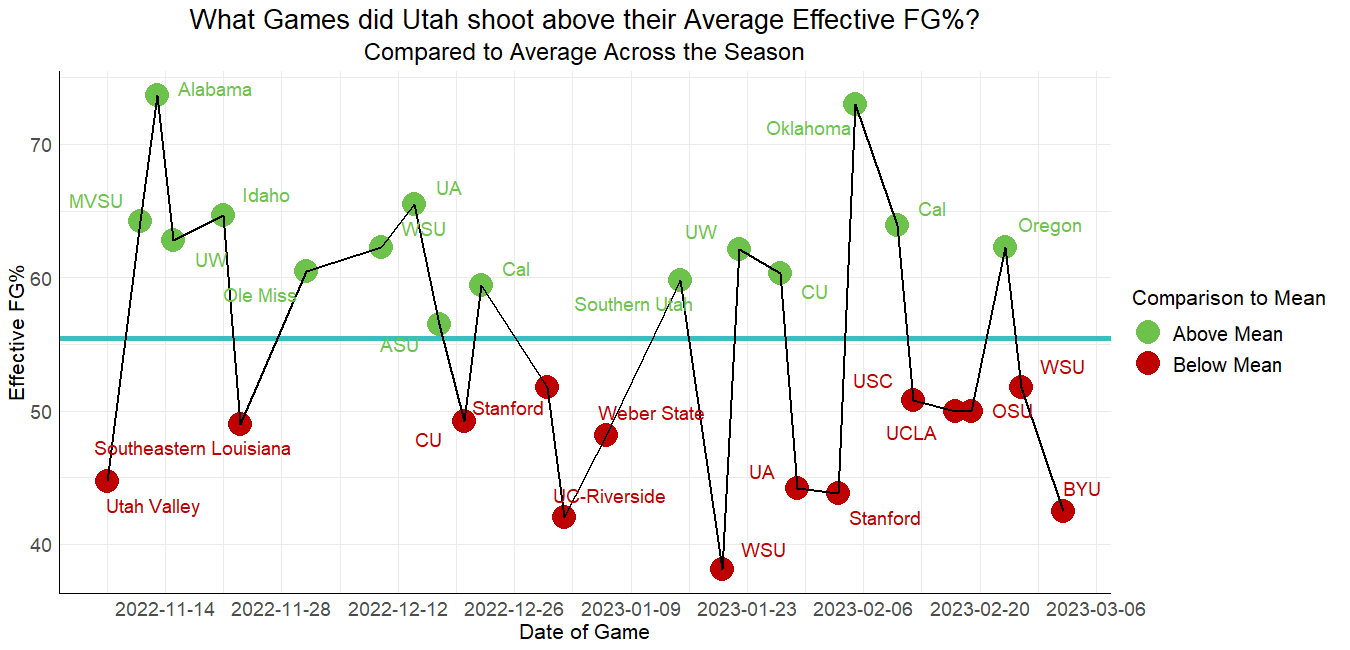 What Games did Utah shoot above their Average Effective FG%?
Compared to Average Across the Season
Effective FG%
70
60
50
40
Alabama
MVSU
Idaho
UW
Ole Miss
UA
WSU
ASU
Cal
Southeastern Louisiana
Utah Valley
CU
Stanford
UC-Riverside
Weber State
Southern Utah
UW
CU
WSU
UA
Stanford
Oklahoma
Cal
USC
UCLA
OSU
Oregon
WSU
BYU
2022-11-14
2022-11-28
2022-12-12
2022-12-26
2023-01-09
2023-01-23
2023-02-06
2023-02-20
2023-03-06
Date of Game
Comparison to Mean
Above Mean
Below Mean